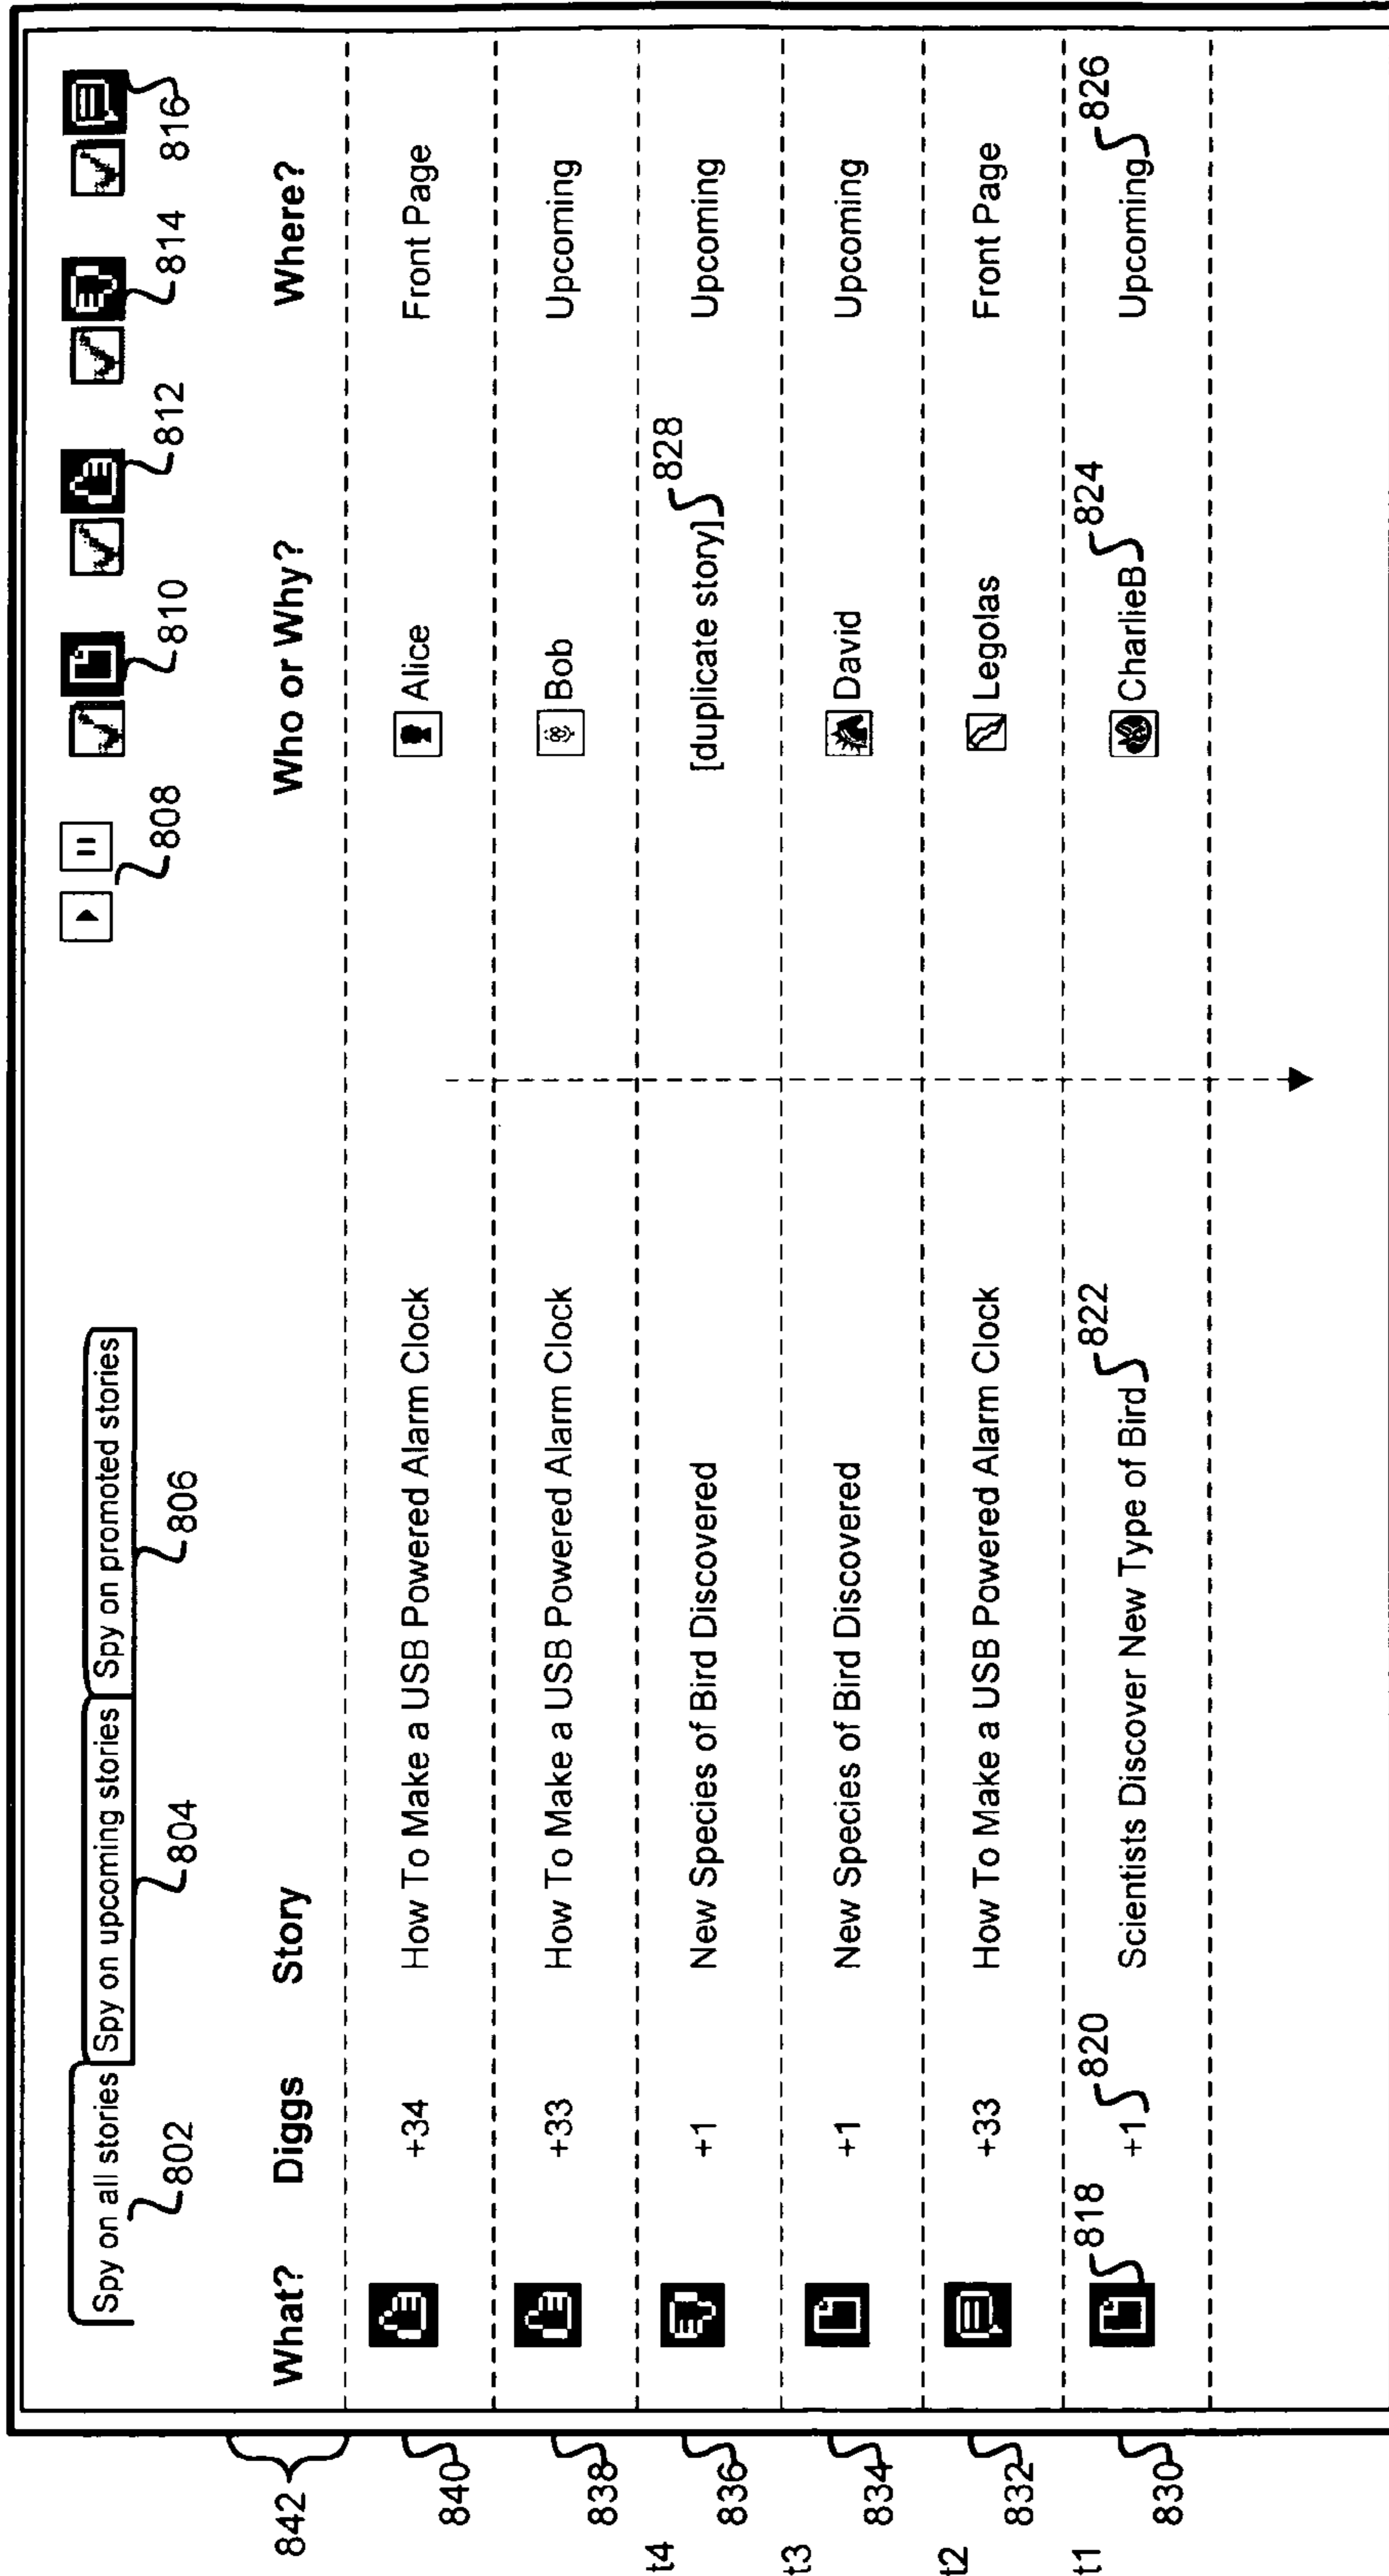 Spy on all stories Spy on upcoming stories Spy on promoted stories
802 804 806 808 810 812 814 816
842 What? Diggs Story Who or Why? Where?
840 +34 How To Make a USB Powered Alarm Clock Alice Front Page
838 +33 How To Make a USB Powered Alarm Clock Bob Upcoming
t4 836 +1 New Species of Bird Discovered [duplicate story] 828 Upcoming
t3 834 +1 New Species of Bird Discovered David Upcoming
t2 832 +33 How To Make a USB Powered Alarm Clock Legolas Front Page
t1 830 818 +1 820 Scientists Discover New Type of Bird 822 CharlieB 824 Upcoming 826